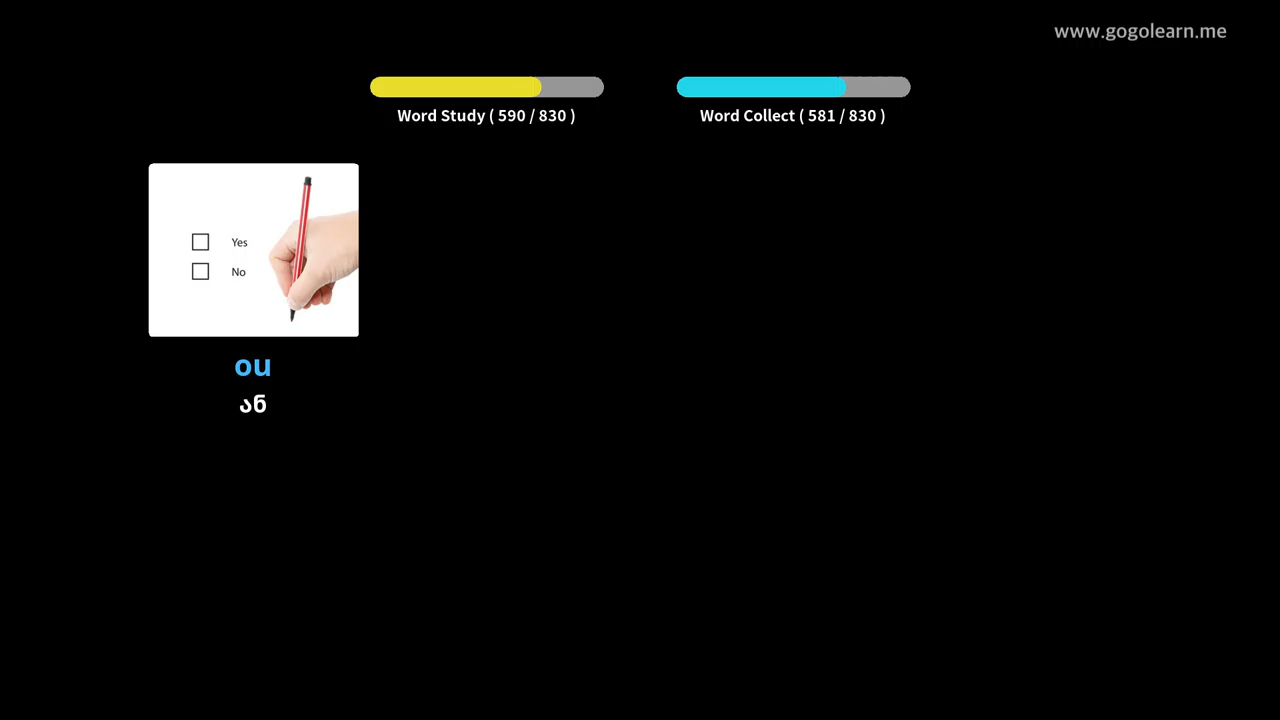 www.gogolearn.me
Word Study ( 590 / 830 )
Word Collect ( 581 / 830 )
Yes
No
ou
ან